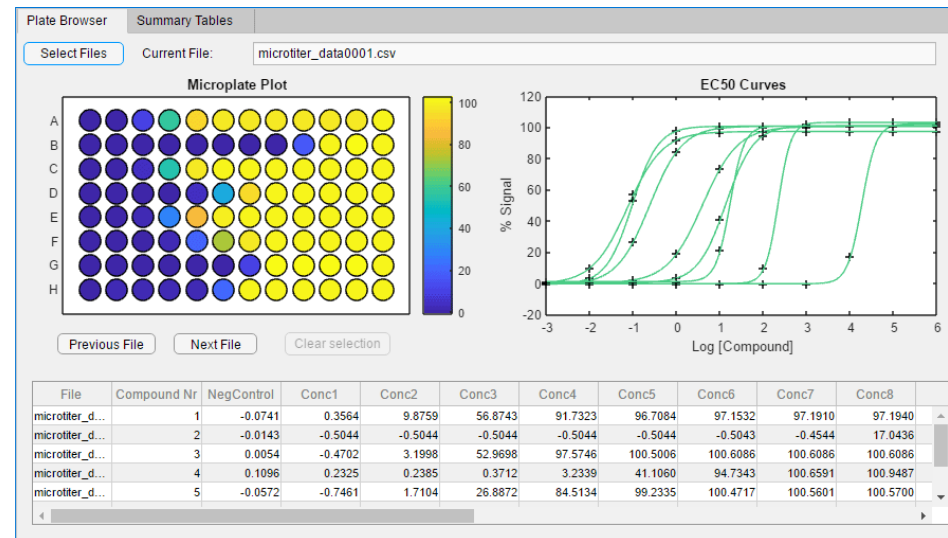 Plate Browser Summary Tables
Select Files Current File: microtiter_data0001.csv
Microplate Plot
A
B
C
D
E
F
G
H
100
80
60
40
20
0
Previous File Next File Clear selection
EC50 Curves
% Signal
120
100
80
60
40
20
0
-20
-3 -2 -1 0 1 2 3 4 5 6
Log [Compound]
File Compound Nr NegControl Conc1 Conc2 Conc3 Conc4 Conc5 Conc6 Conc7 Conc8
microtiter_d... 1 -0.0741 0.3564 9.8759 56.8743 91.7323 96.7084 97.1532 97.1910 97.1940
microtiter_d... 2 -0.0143 -0.5044 -0.5044 -0.5044 -0.5044 -0.5044 -0.5043 -0.4544 17.0436
microtiter_d... 3 0.0054 -0.4702 3.1998 52.9698 97.5746 100.5006 100.6086 100.6086 100.6086
microtiter_d... 4 0.1096 0.2325 0.2385 0.3712 3.2339 41.1060 94.7343 100.6591 100.9487
microtiter_d... 5 -0.0572 -0.7461 1.7104 26.8872 84.5134 99.2335 100.4717 100.5601 100.5700